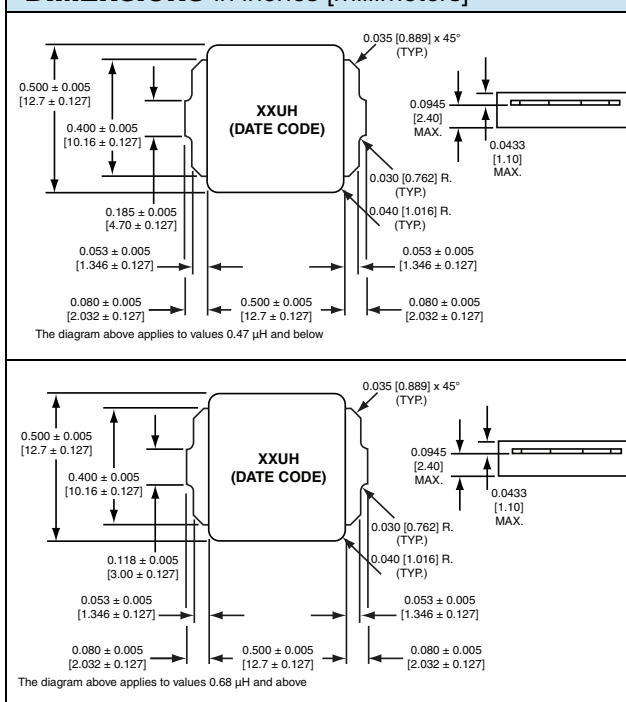 DIMENSIONS in inches [millimeters]
0.035 [0.889] x 45°
(TYP.)
0.500 ± 0.005
[12.7 ± 0.127]
0.400 ± 0.005
[10.16 ± 0.127]
XXUH
(DATE CODE)
0.0945
[2.40]
MAX.
0.0433
[1.10]
MAX.
0.030 [0.762] R.
(TYP.)
0.185 ± 0.005
[4.70 ± 0.127]
0.040 [1.016] R.
(TYP.)
0.053 ± 0.005
[1.346 ± 0.127]
0.053 ± 0.005
[1.346 ± 0.127]
0.080 ± 0.005
[2.032 ± 0.127]
0.500 ± 0.005
[12.7 ± 0.127]
0.080 ± 0.005
[2.032 ± 0.127]
The diagram above applies to values 0.47 µH and below
0.035 [0.889] x 45°
(TYP.)
0.500 ± 0.005
[12.7 ± 0.127]
0.400 ± 0.005
[10.16 ± 0.127]
XXUH
(DATE CODE)
0.0945
[2.40]
MAX.
0.0433
[1.10]
MAX.
0.030 [0.762] R.
(TYP.)
0.118 ± 0.005
[3.00 ± 0.127]
0.040 [1.016] R.
(TYP.)
0.053 ± 0.005
[1.346 ± 0.127]
0.053 ± 0.005
[1.346 ± 0.127]
0.080 ± 0.005
[2.032 ± 0.127]
0.500 ± 0.005
[12.7 ± 0.127]
0.080 ± 0.005
[2.032 ± 0.127]
The diagram above applies to values 0.68 µH and above